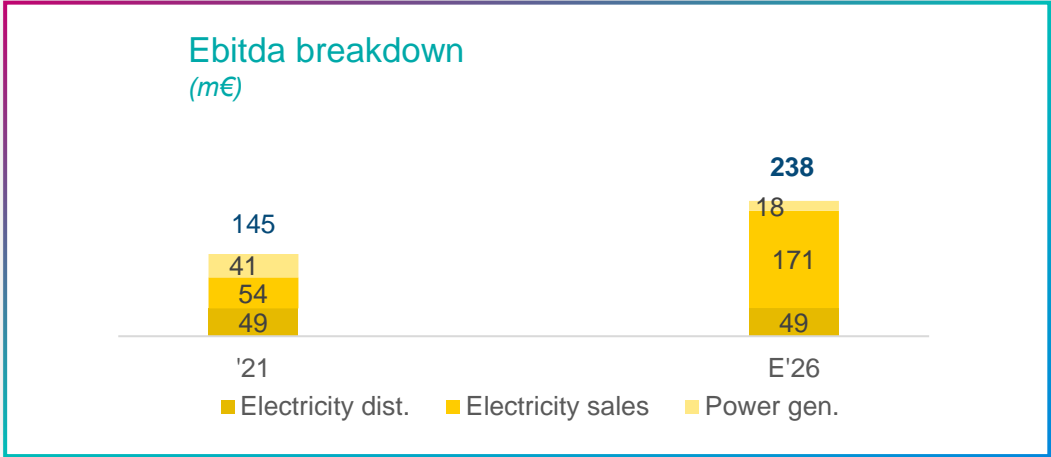 Ebitda breakdown
(m€)
238
18
145
41
171
54
49
49
'21
E'26
Electricity dist.
Electricity sales
Power gen.